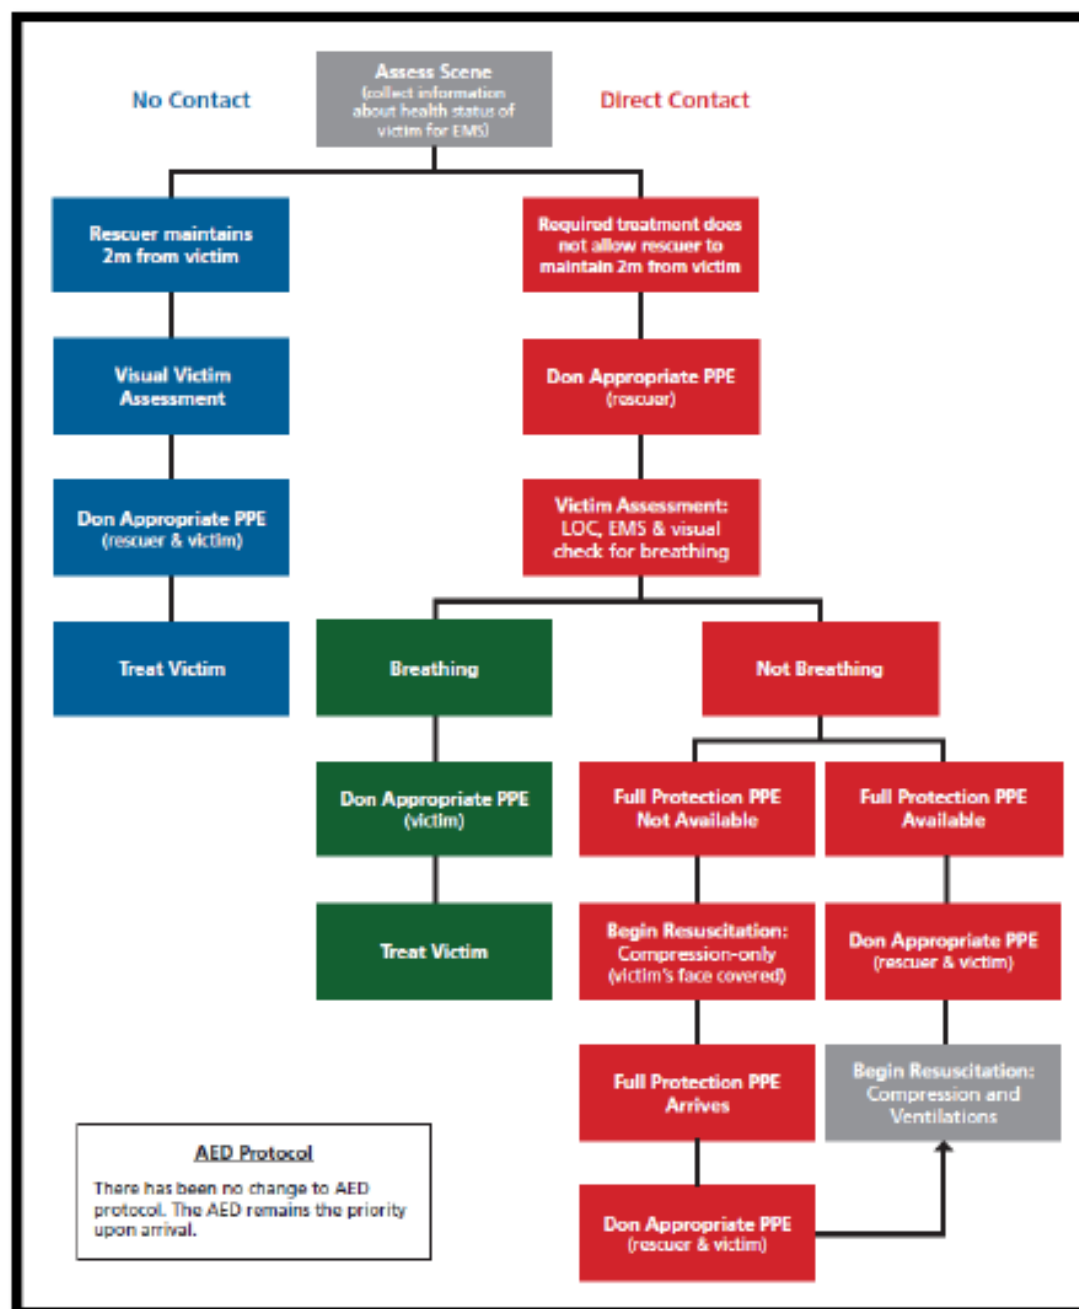 Assess Scene
(collect information
about health status of
victim for EMS)
No Contact
Direct Contact
Rescuer maintains
2m from victim
Required treatment does
not allow rescuer to
maintain 2m from victim
Visual Victim
Assessment
Don Appropriate PPE
(rescuer)
Don Appropriate PPE
(rescuer & victim)
Victim Assessment:
LOC, EMS & visual
check for breathing
Treat Victim
Breathing
Not Breathing
Don Appropriate PPE
(victim)
Full Protection PPE
Not Available
Full Protection PPE
Available
Treat Victim
Begin Resuscitation:
Compression-only
(victim's face covered)
Don Appropriate PPE
(rescuer & victim)
Full Protection PPE
Arrives
Begin Resuscitation:
Compression and
Ventilations
Don Appropriate PPE
(rescuer & victim)
AED Protocol
There has been no change to AED
protocol. The AED remains the priority
upon arrival.